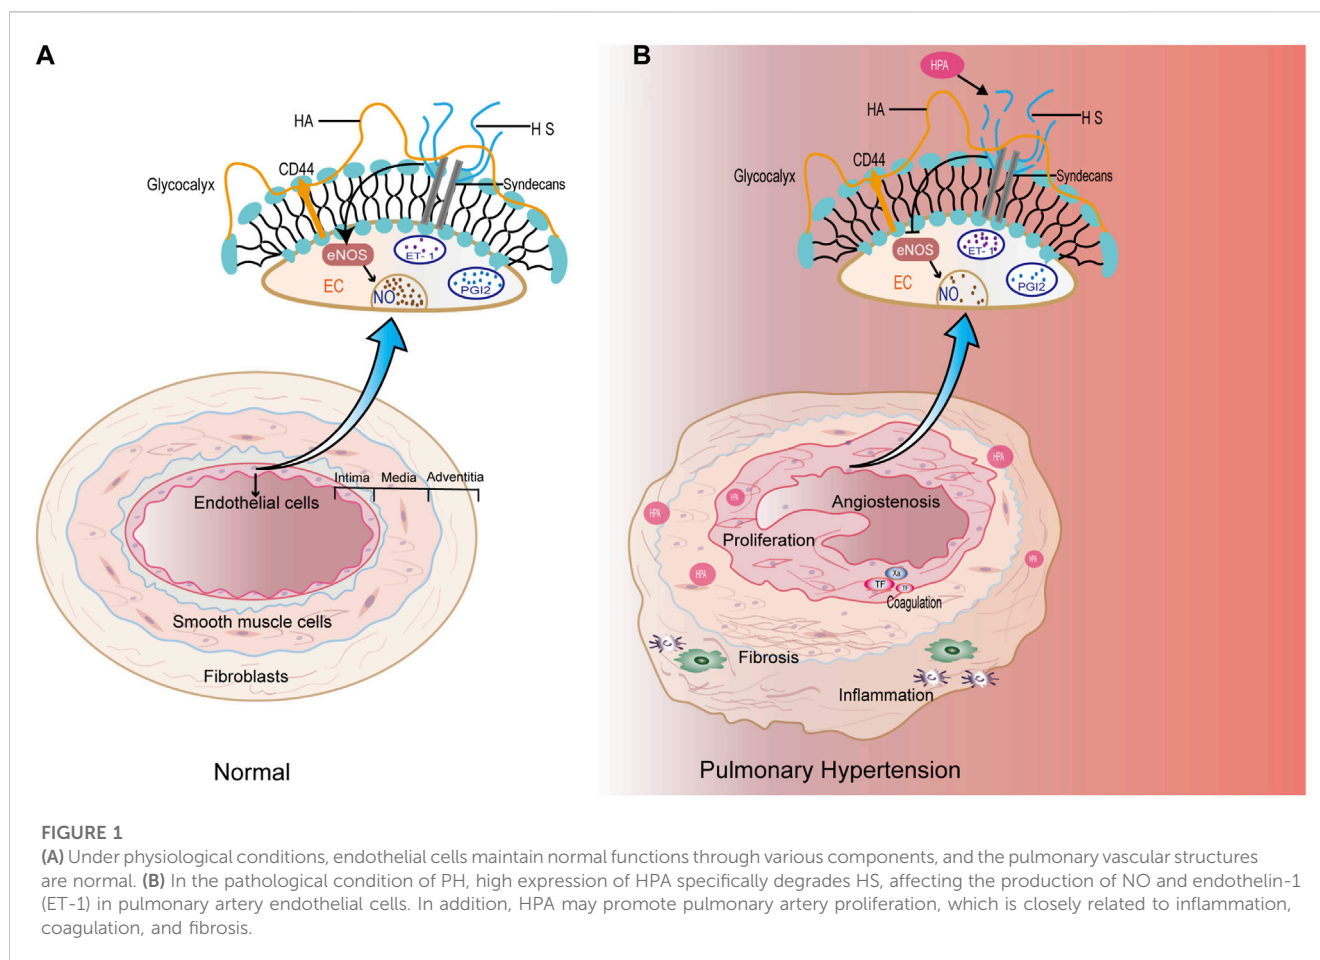 A
HA
H S
CD44
Glycocalyx
Syndecans
eNOS
ET- 1
EC
NO
PGI2
Intima
Media
Adventitia
Endothelial cells
Smooth muscle cells
Fibroblasts
Normal
B
HPA
HA
H S
CD44
Glycocalyx
Syndecans
eNOS
ET- 1
EC
NO
PGI2
HPA
HPA
HPA
HPA
HPA
Angiostenosis
Proliferation
Xa
TF
TF
Coagulation
Fibrosis
Inflammation
Pulmonary Hypertension
FIGURE 1
(A) Under physiological conditions, endothelial cells maintain normal functions through various components, and the pulmonary vascular structures
are normal. (B) In the pathological condition of PH, high expression of HPA specifically degrades HS, affecting the production of NO and endothelin-1
(ET-1) in pulmonary artery endothelial cells. In addition, HPA may promote pulmonary artery proliferation, which is closely related to inflammation,
coagulation, and fibrosis.